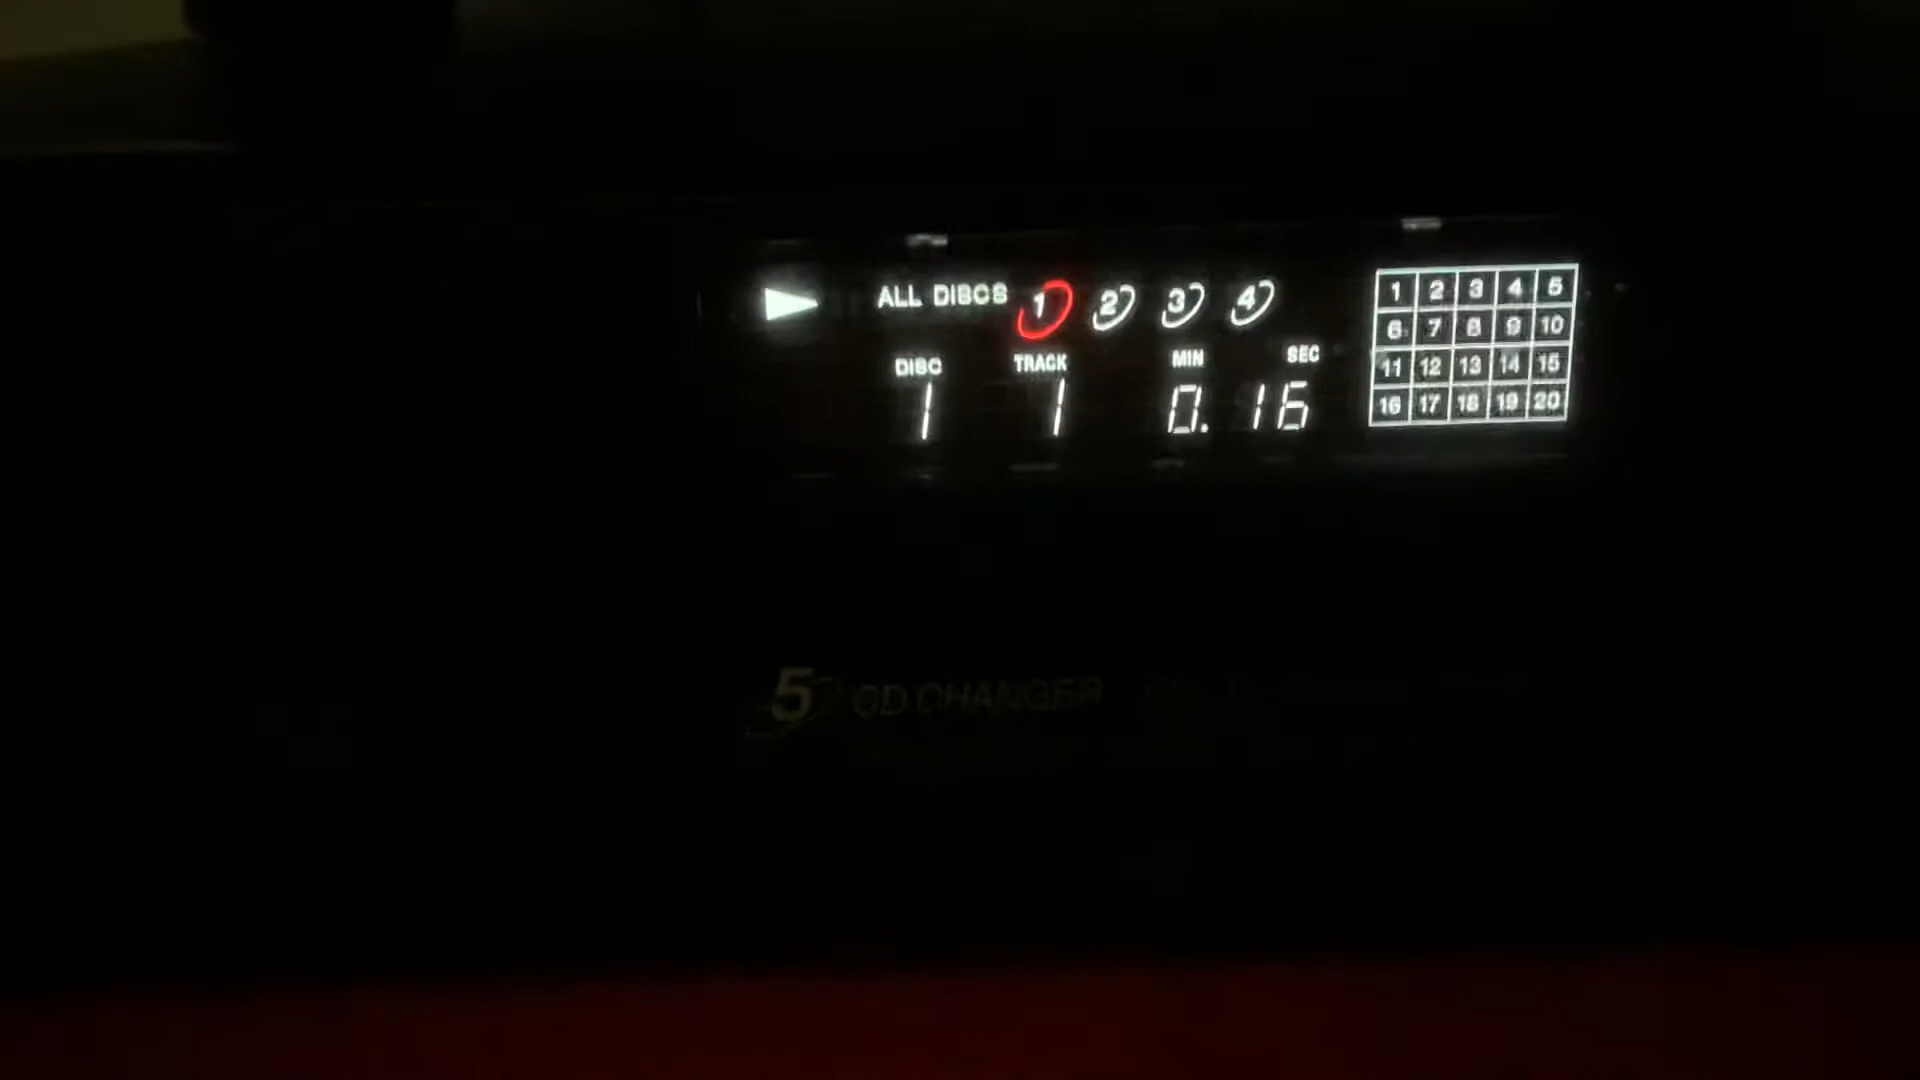 ALL DISCS 1 2 3 4
DISC TRACK MIN SEC
1 1 0. 16
1 2 3 4 5
6 7 8 9 10
11 12 13 14 15
16 17 18 19 20
5 CD CHANGER